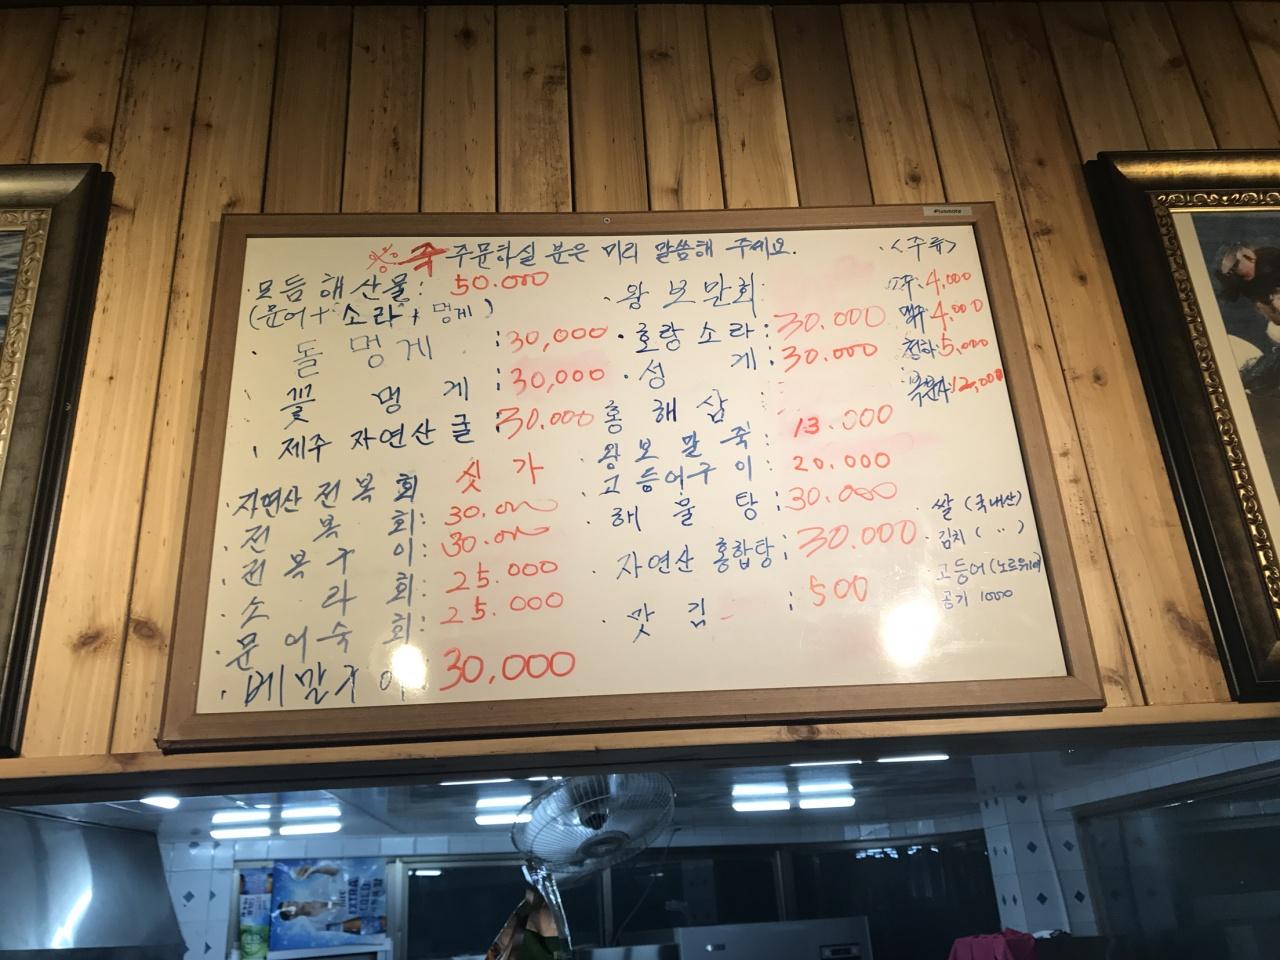 ※ 주문하실 분은 미리 말씀해 주세요.
· 모듬해산물: 50.000
(문어+소라+멍게)
· 돌 멍게 : 30,000
꽃 멍게 : 30,000
· 제주 자연산 굴 : 30.000
· 자연산 전복회 싯가
· 전복회: 30.000
· 전복구이: 30.000
· 소라회: 25.000
· 문어숙회: 25.000
· 베말구이: 30,000
· 왕보말회
· 호랑소라: 30.000
· 성게: 30.000
홍해삼 :
· 왕보말죽: 13.000
· 고등어구이: 20.000
· 해물탕: 30.000
· 자연산 홍합탕: 30.000
· 맛김 : 500
· <주류>
소주: 4,000
맥주 4,000
청하: 5,000
12,000
· 쌀 (국내산)
· 김치 ( 〃 )
· 고등어(노르웨이)
공기 1000
EXTRA
COLD